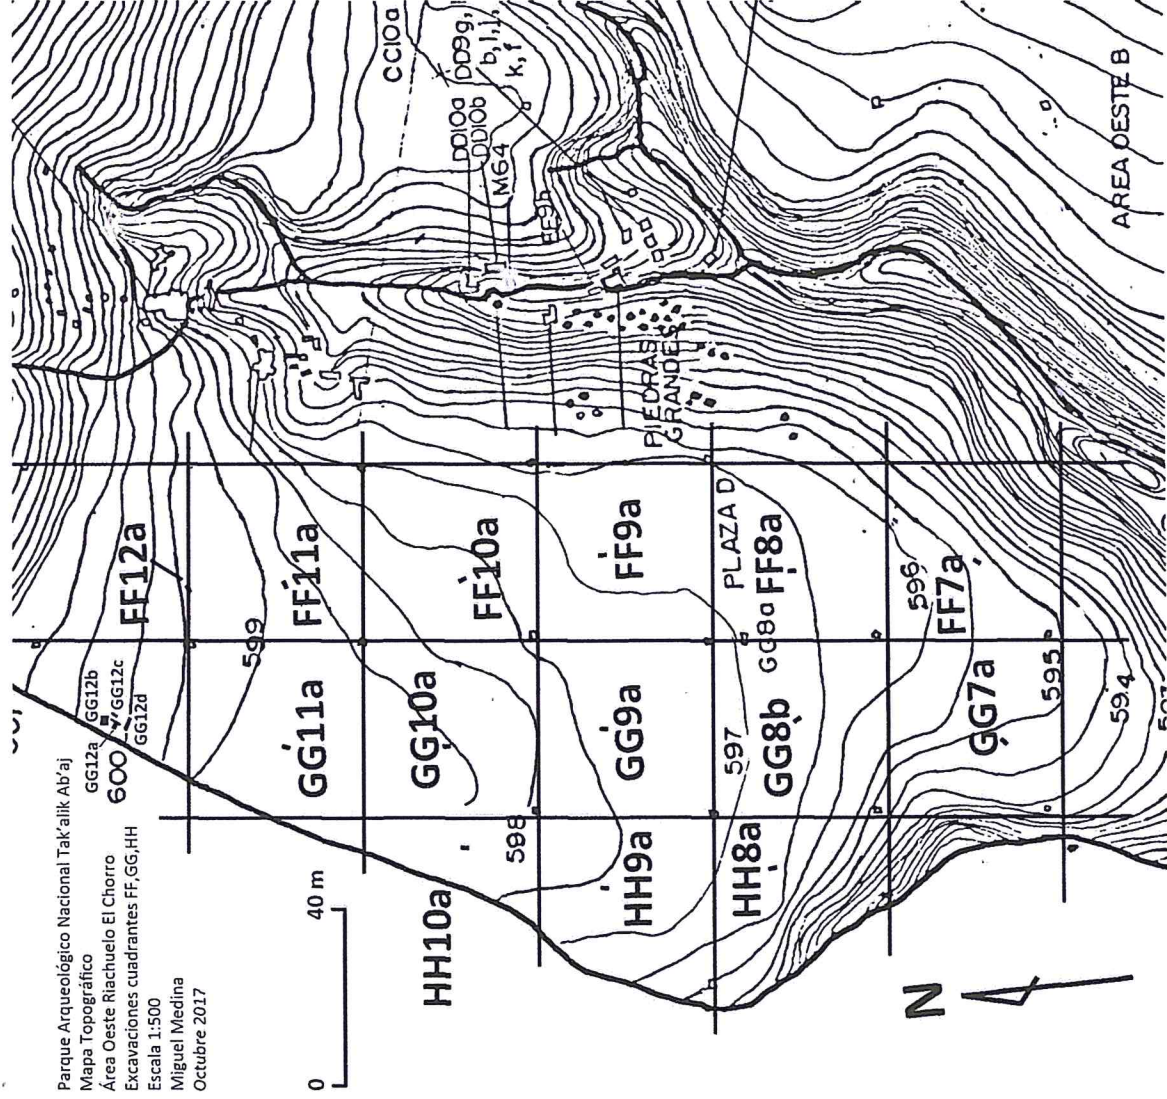 Parque Arqueológico Nacional Tak'alik Ab'aj
Mapa Topográfico
Área Oeste Riachuelo El Chorro
Excavaciones cuadrantes FF,GG,HH
Escala 1:500
Miguel Medina
Octubre 2017
0
40 m
N
GG12a
GG12b
600
GG12c
GG12d
FF12a
599
GG11a
FF11a
HH10a
GG10a
FF10a
598
HH9a
GG9a
FF9a
597
PLAZA D
HH8a
GG8b
GG8a
FF8a
596
GG7a
FF7a
595
594
CC10a
DD10a
DD9g,
DD10b
b,l,j,
M64
k,f
EE9b
PIEDRAS
GRANDES
AREA OESTE B